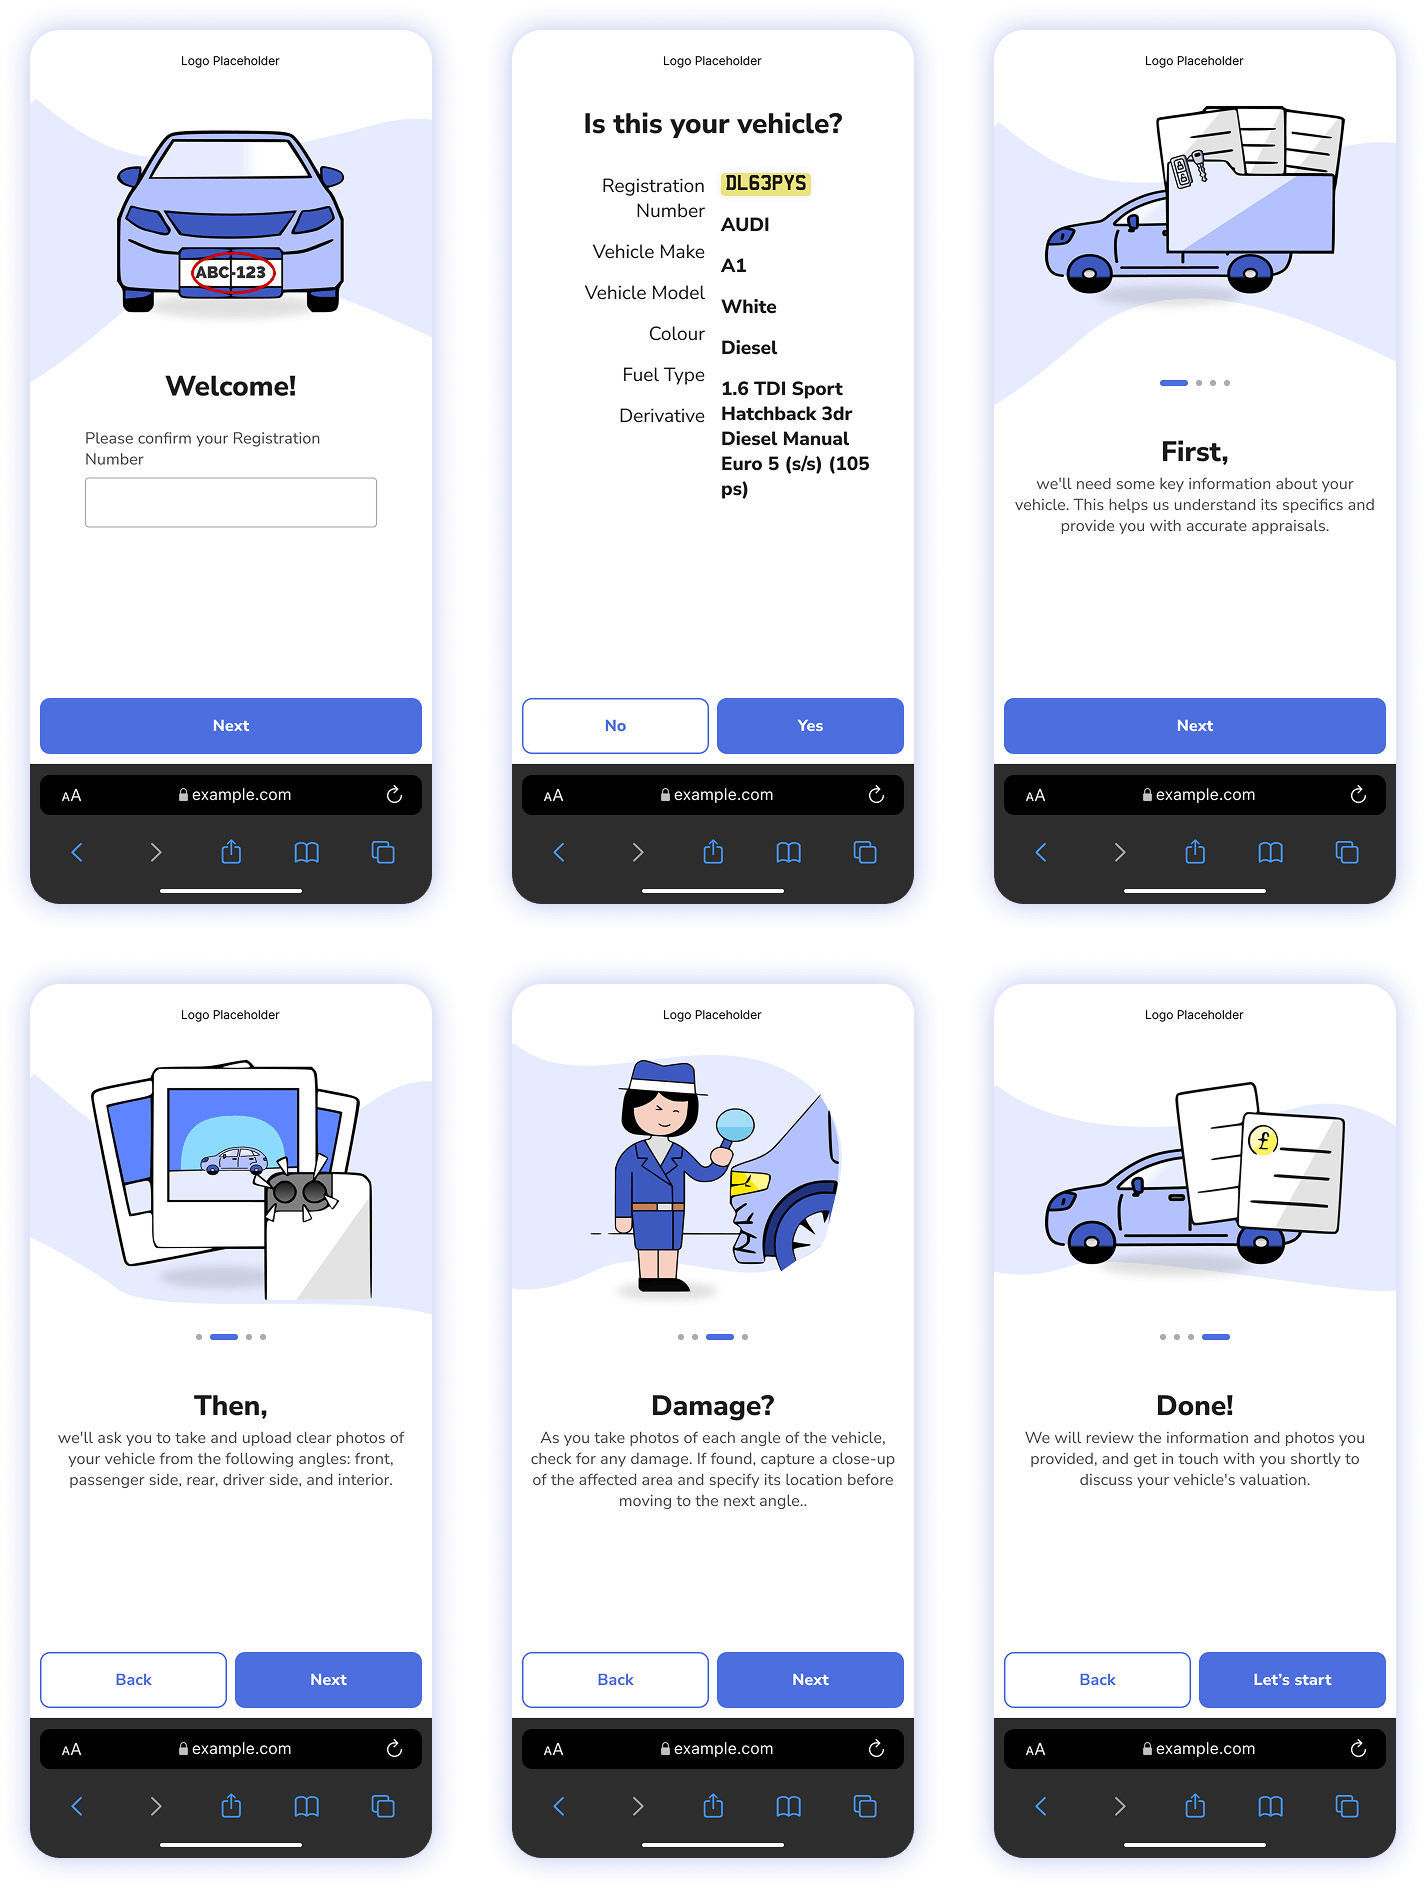 Logo Placeholder
ABC-123
Welcome!
Please confirm your Registration
Number
Next
AA
example.com
Logo Placeholder
Is this your vehicle?
Registration
Number
DL63PYS
Vehicle Make
AUDI
Vehicle Model
A1
Colour
White
Fuel Type
Diesel
Derivative
1.6 TDI Sport
Hatchback 3dr
Diesel Manual
Euro 5 (s/s) (105
ps)
No
Yes
AA
example.com
Logo Placeholder
First,
we'll need some key information about your
vehicle. This helps us understand its specifics and
provide you with accurate appraisals.
Next
AA
example.com
Logo Placeholder
Then,
we'll ask you to take and upload clear photos of
your vehicle from the following angles: front,
passenger side, rear, driver side, and interior.
Back
Next
AA
example.com
Logo Placeholder
Damage?
As you take photos of each angle of the vehicle,
check for any damage. If found, capture a close-up
of the affected area and specify its location before
moving to the next angle..
Back
Next
AA
example.com
Logo Placeholder
£
Done!
We will review the information and photos you
provided, and get in touch with you shortly to
discuss your vehicle's valuation.
Back
Let's start
AA
example.com